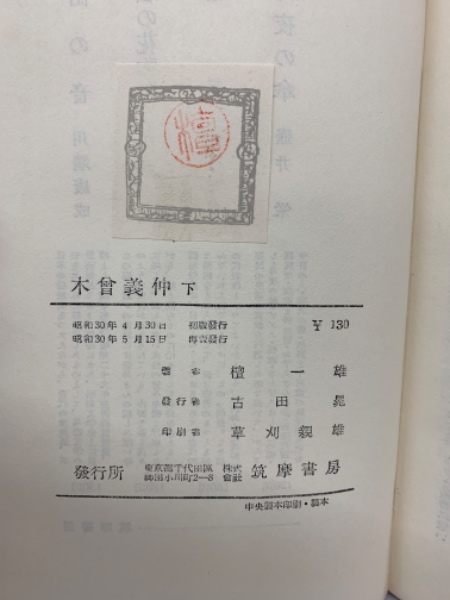 檀
木曾義仲 下
昭和30年4月30日 初版發行 ¥ 130
昭和30年5月15日 再版發行
著者 檀一雄
發行者 古田晁
印刷者 草刈親雄
發行所 東京都千代田區神田小川町2—8 株式會社 筑摩書房
中央製本印刷・製本